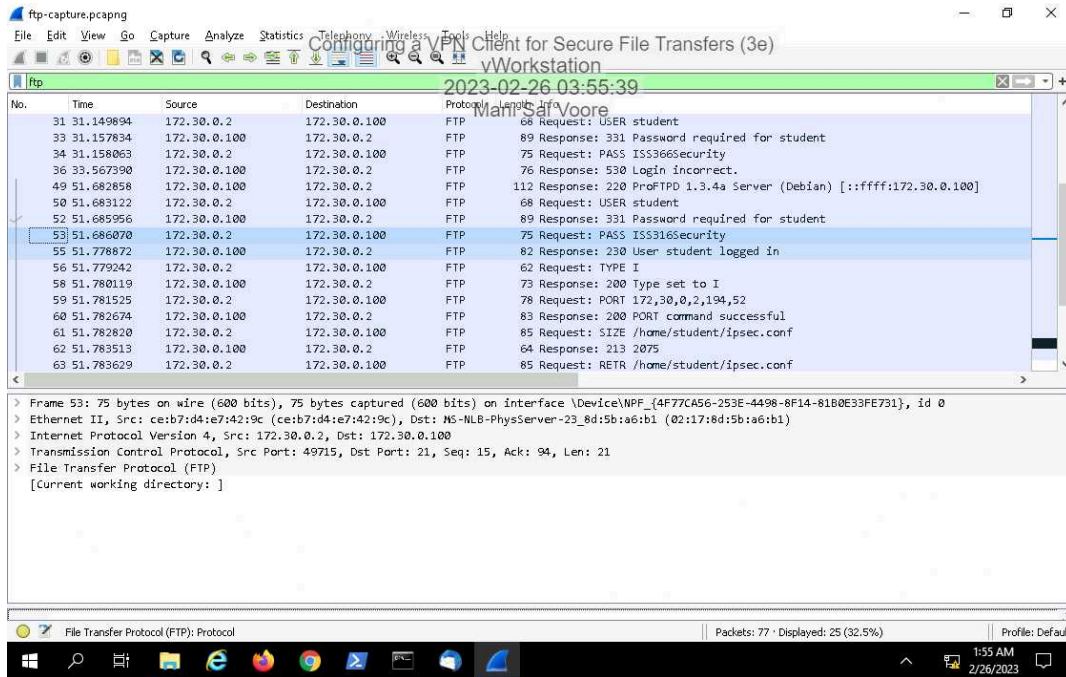 ftp-capture.pcapng
File Edit View Go Capture Analyze Statistics Telephony Wireless Tools Help
Configuring a VPN Client for Secure File Transfers (3e)
vWorkstation
2023-02-26 03:55:39
Mani Sai Voore
ftp
No. Time Source Destination Protocol Length Info
31 31.149894 172.30.0.2 172.30.0.100 FTP 68 Request: USER student
33 31.157834 172.30.0.100 172.30.0.2 FTP 89 Response: 331 Password required for student
34 31.158063 172.30.0.2 172.30.0.100 FTP 75 Request: PASS ISS366Security
36 33.567390 172.30.0.100 172.30.0.2 FTP 76 Response: 530 Login incorrect.
49 51.682858 172.30.0.100 172.30.0.2 FTP 112 Response: 220 ProFTPD 1.3.4a Server (Debian) [::ffff:172.30.0.100]
50 51.683122 172.30.0.2 172.30.0.100 FTP 68 Request: USER student
52 51.685956 172.30.0.100 172.30.0.2 FTP 89 Response: 331 Password required for student
53 51.686070 172.30.0.2 172.30.0.100 FTP 75 Request: PASS ISS316Security
55 51.778872 172.30.0.100 172.30.0.2 FTP 82 Response: 230 User student logged in
56 51.779242 172.30.0.2 172.30.0.100 FTP 62 Request: TYPE I
58 51.780119 172.30.0.100 172.30.0.2 FTP 73 Response: 200 Type set to I
59 51.781525 172.30.0.2 172.30.0.100 FTP 78 Request: PORT 172,30,0,2,194,52
60 51.782674 172.30.0.100 172.30.0.2 FTP 83 Response: 200 PORT command successful
61 51.782820 172.30.0.2 172.30.0.100 FTP 85 Request: SIZE /home/student/ipsec.conf
62 51.783513 172.30.0.100 172.30.0.2 FTP 64 Response: 213 2075
63 51.783629 172.30.0.2 172.30.0.100 FTP 85 Request: RETR /home/student/ipsec.conf
> Frame 53: 75 bytes on wire (600 bits), 75 bytes captured (600 bits) on interface \Device\NPF_{4F77CA56-253E-4498-8F14-81B0E33FE731}, id 0
> Ethernet II, Src: ce:b7:d4:e7:42:9c (ce:b7:d4:e7:42:9c), Dst: MS-NLB-PhysServer-23_8d:5b:a6:b1 (02:17:8d:5b:a6:b1)
> Internet Protocol Version 4, Src: 172.30.0.2, Dst: 172.30.0.100
> Transmission Control Protocol, Src Port: 49715, Dst Port: 21, Seq: 15, Ack: 94, Len: 21
> File Transfer Protocol (FTP)
[Current working directory: ]
File Transfer Protocol (FTP): Protocol
Packets: 77 · Displayed: 25 (32.5%)
Profile: Defau
1:55 AM
2/26/2023